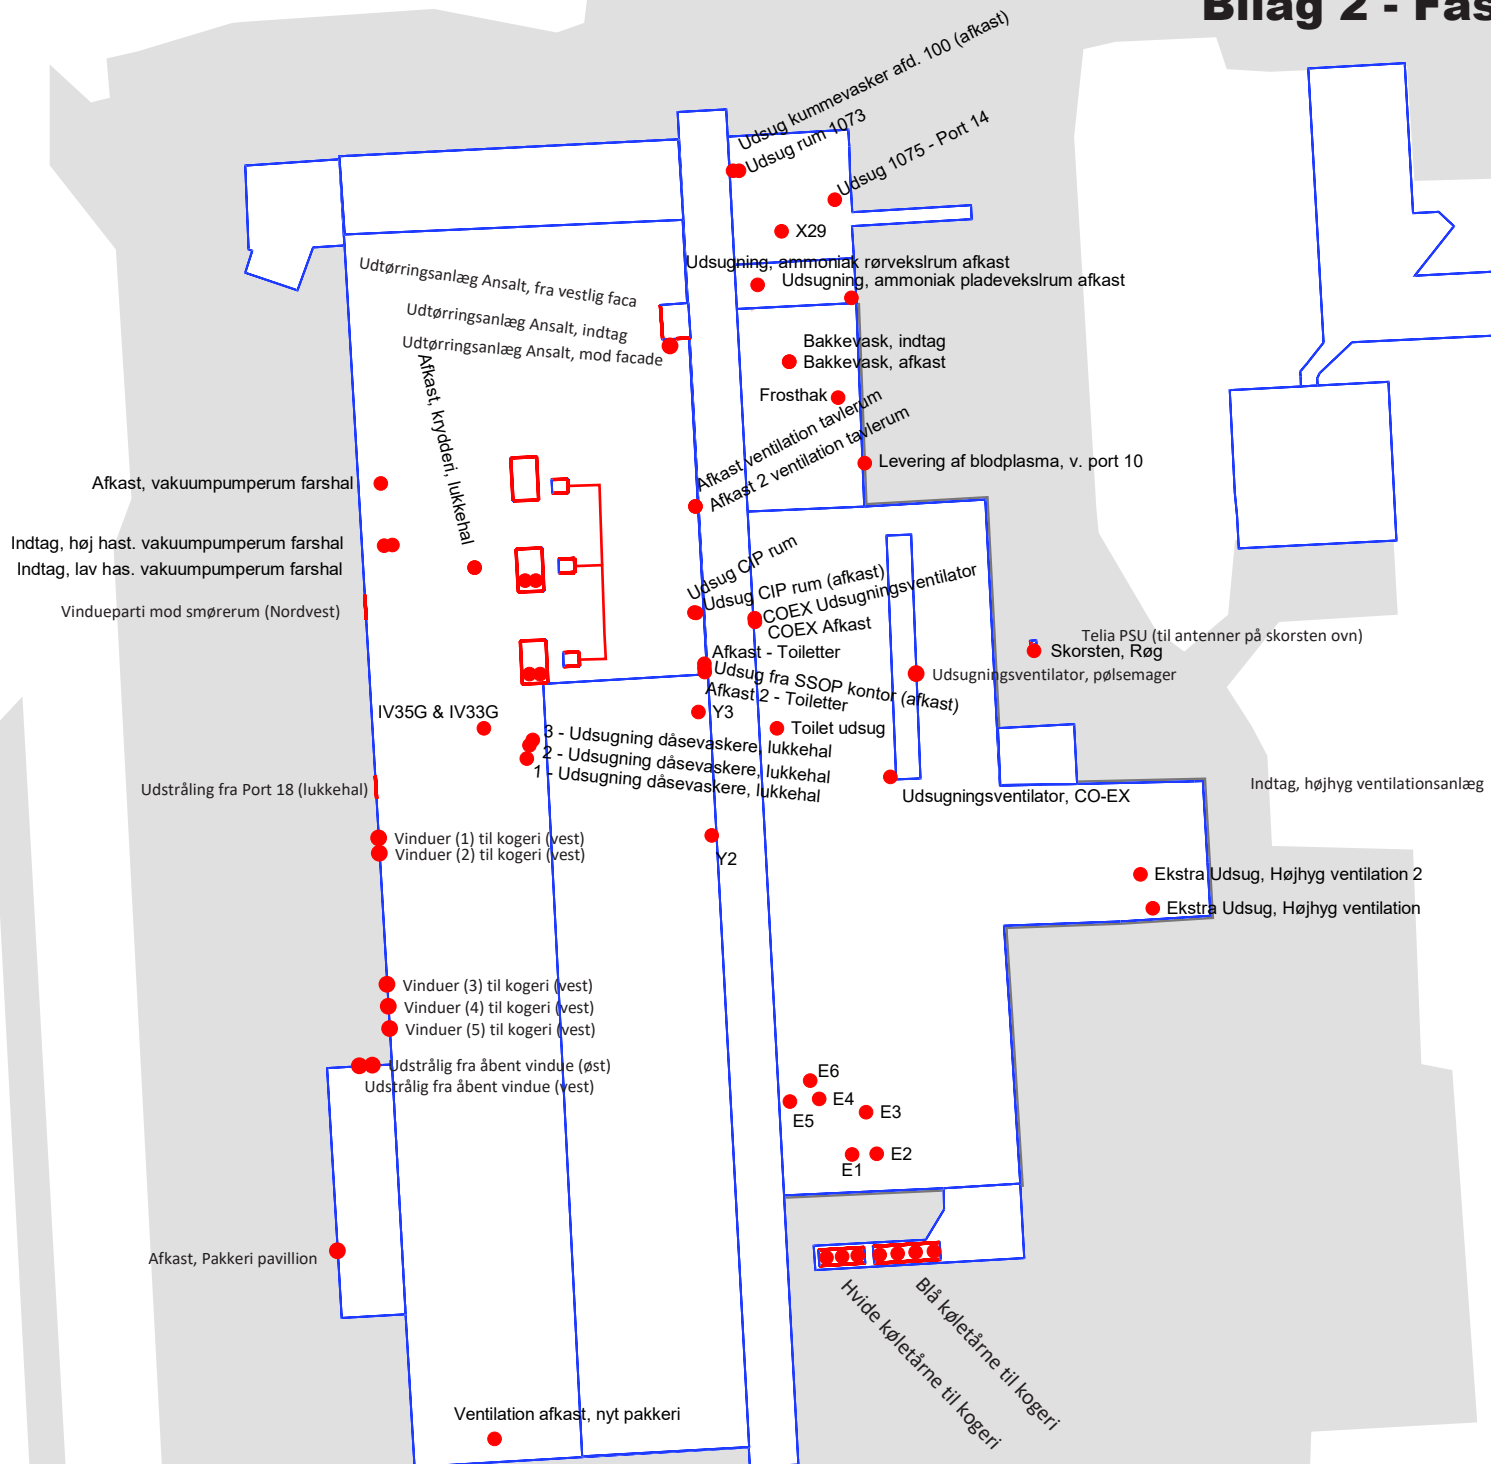 Bilag 2 - Fas
Udsug kummevasker afd. 100 (afkast)
Udsug rum 1073
Udsug 1075 - Port 14
X29
Udsugning, ammoniak rørvekslrum afkast
Udsugning, ammoniak pladevekslrum afkast
Udtørringsanlæg Ansalt, fra vestlig faca
Udtørringsanlæg Ansalt, indtag
Udtørringsanlæg Ansalt, mod facade
Bakkevask, indtag
Bakkevask, afkast
Frosthak
Afkast, krydderi, lukkehal
Afkast ventilation tavlerum
Afkast 2 ventilation tavlerum
Levering af blodplasma, v. port 10
Afkast, vakuumpumperum farshal
Indtag, høj hast. vakuumpumperum farshal
Indtag, lav has. vakuumpumperum farshal
Vindueparti mod smørerum (Nordvest)
Udsug CIP rum
Udsug CIP rum (afkast)
COEX Udsugningsventilator
COEX Afkast
Telia PSU (til antenner på skorsten ovn)
Skorsten, Røg
Afkast - Toiletter
Udsug fra SSOP kontor (afkast)
Afkast 2 - Toiletter
Udsugningsventilator, pølsemager
IV35G & IV33G
Y3
Toilet udsug
3 - Udsugning dåsevaskere, lukkehal
2 - Udsugning dåsevaskere, lukkehal
1 - Udsugning dåsevaskere, lukkehal
Udstråling fra Port 18 (lukkehal)
Udsugningsventilator, CO-EX
Indtag, højhyg ventilationsanlæg
Vinduer (1) til kogeri (vest)
Vinduer (2) til kogeri (vest)
Y2
Ekstra Udsug, Højhyg ventilation 2
Ekstra Udsug, Højhyg ventilation
Vinduer (3) til kogeri (vest)
Vinduer (4) til kogeri (vest)
Vinduer (5) til kogeri (vest)
Udstrålig fra åbent vindue (øst)
Udstrålig fra åbent vindue (vest)
E6
E4
E5
E3
E1
E2
Afkast, Pakkeri pavillion
Hvide køletårne til kogeri
Blå køletårne til kogeri
Ventilation afkast, nyt pakkeri